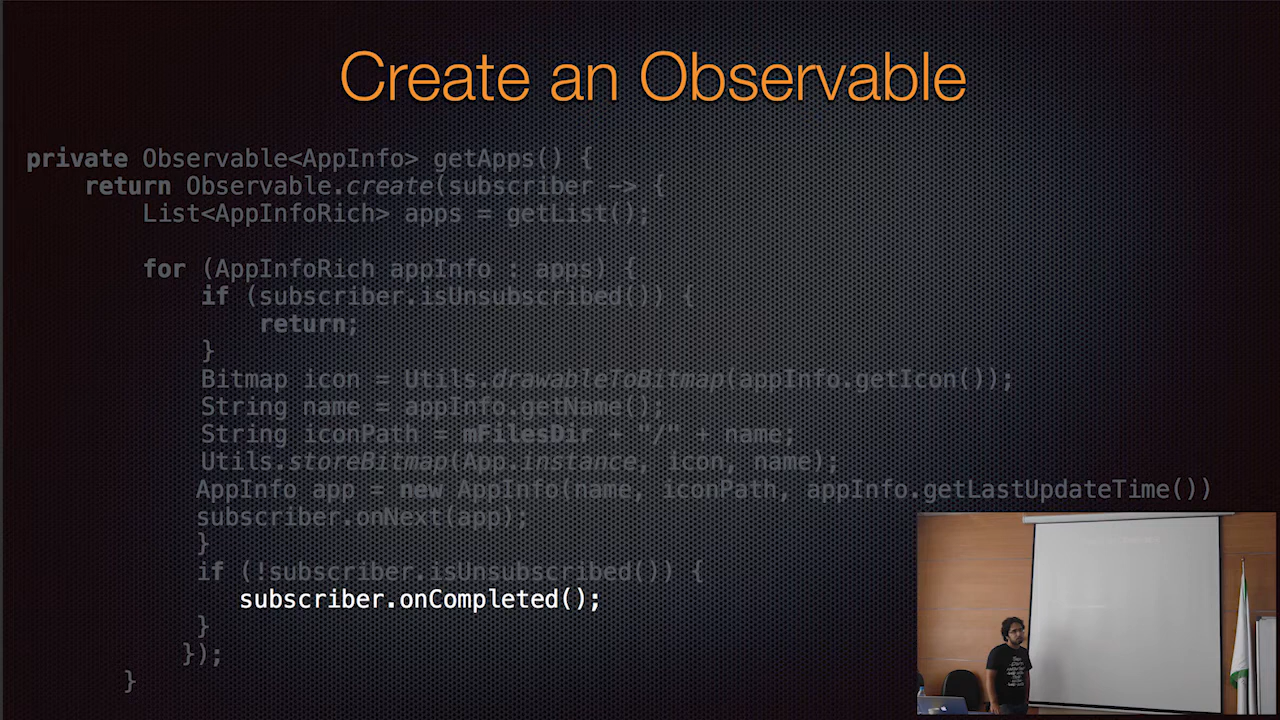 Create an Observable
private Observable<AppInfo> getApps() {
return Observable.create(subscriber -> {
List<AppInfoRich> apps = getList();
for (AppInfoRich appInfo : apps) {
if (subscriber.isUnsubscribed()) {
return;
}
Bitmap icon = Utils.drawableToBitmap(appInfo.getIcon());
String name = appInfo.getName();
String iconPath = mFilesDir + "/" + name;
Utils.storeBitmap(App.instance, icon, name);
AppInfo app = new AppInfo(name, iconPath, appInfo.getLastUpdateTime())
subscriber.onNext(app);
}
if (!subscriber.isUnsubscribed()) {
subscriber.onCompleted();
}
});
}